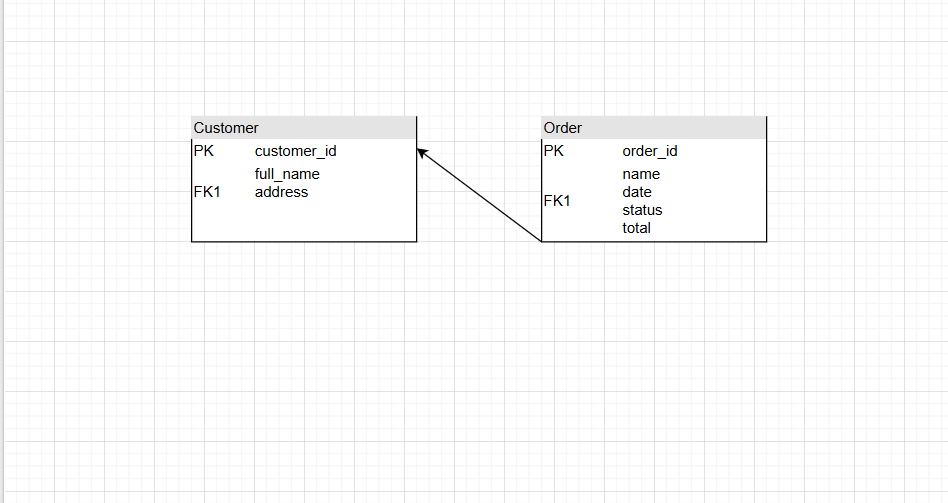 Customer
PK customer_id
full_name
FK1 address
Order
PK order_id
name
date
FK1
status
total